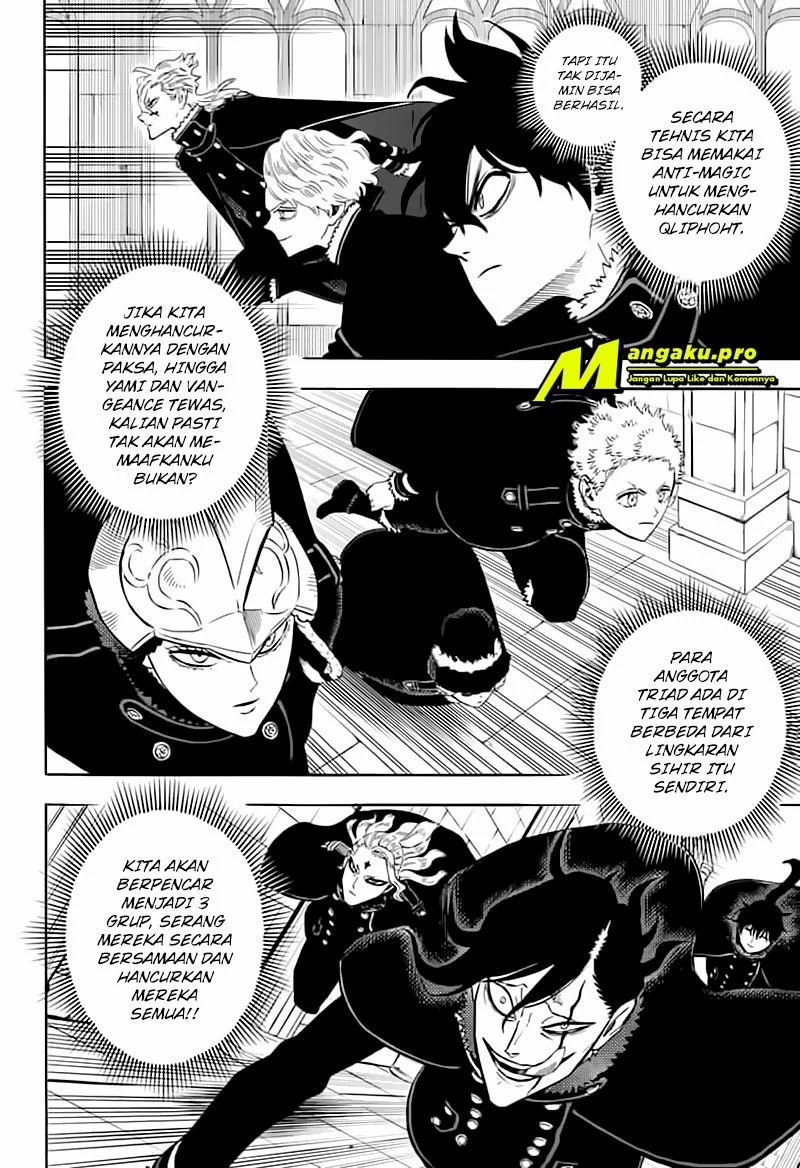 SECARA
TEHNIS KITA
BISA MEMAKAI
ANTI-MAGIC
UNTUK MENG-
HANCURKAN
QLIPHOHT.
TAPI ITU
TAK DIJA-
MIN BISA
BERHASIL.
JIKA KITA
MENGHANCUR-
KANNYA DENGAN
PAKSA, HINGGA
YAMI DAN VAN-
GEANCE TEWAS,
KALIAN PASTI
TAK AKAN ME-
MAAFKANKU
BUKAN?
Mangaku.pro
Jangan Lupa Like dan Komennya
PARA
ANGGOTA
TRIAD ADA DI
TIGA TEMPAT
BERBEDA DARI
LINGKARAN
SIHIR ITU
SENDIRI.
KITA AKAN
BERPENCAR
MENJADI 3
GRUP, SERANG
MEREKA SECARA
BERSAMAAN DAN
HANCURKAN
MEREKA
SEMUA!!